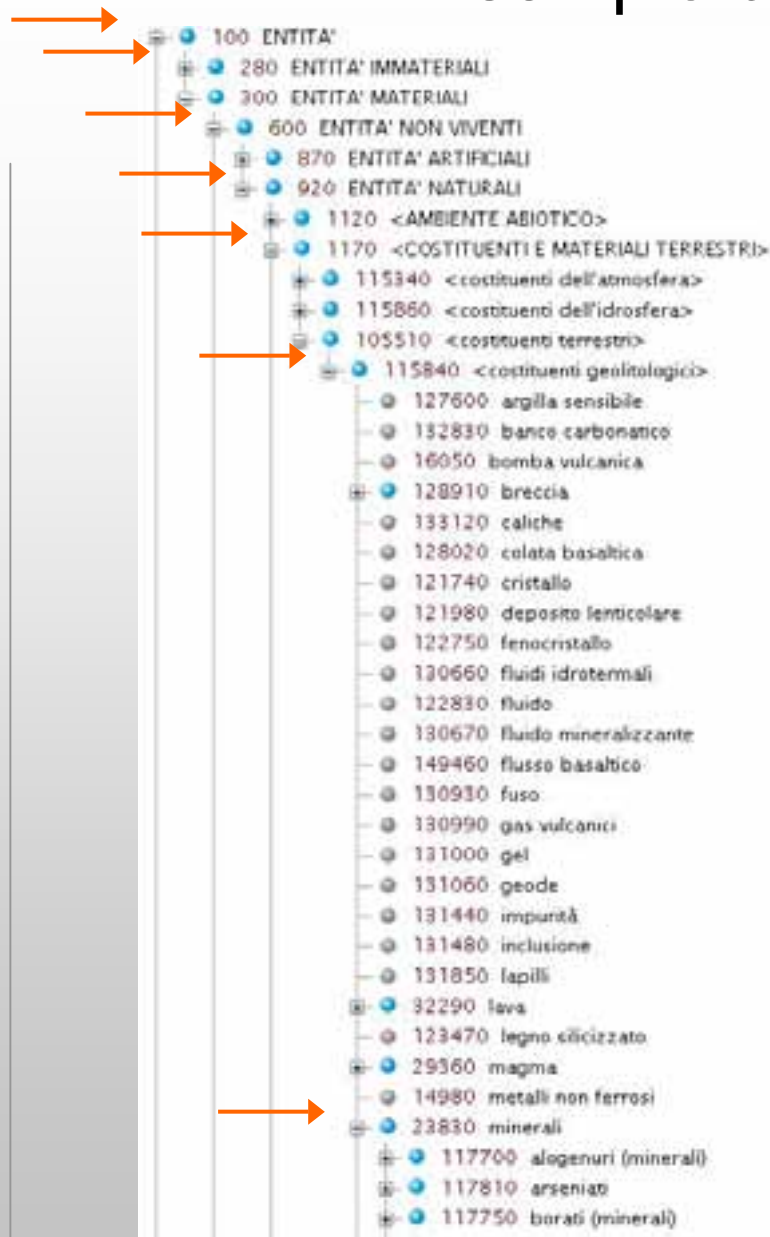 100 ENTITA'
280 ENTITA' IMMATERIALI
300 ENTITA' MATERIALI
600 ENTITA' NON VIVENTI
870 ENTITA' ARTIFICIALI
920 ENTITA' NATURALI
1120 <AMBIENTE ABIOTICO>
1170 <COSTITUENTI E MATERIALI TERRESTRI>
115340 <costituenti dell'atmosfera>
115860 <costituenti dell'idrosfera>
105510 <costituenti terrestri>
115840 <costituenti geolitologici>
127600 argilla sensibile
132830 banco carbonatico
16050 bomba vulcanica
128910 breccia
133120 caliche
128020 colata basaltica
121740 cristallo
121980 deposito lenticolare
122750 fenocristallo
130660 fluidi idrotermali
122830 fluido
130670 fluido mineralizzante
149460 flusso basaltico
130930 fuso
130990 gas vulcanici
131000 gel
131060 geode
131440 impurità
131480 inclusione
131850 lapilli
32290 lava
123470 legno silicizzato
29360 magma
14980 metalli non ferrosi
23830 minerali
117700 alogenuri (minerali)
117810 arseniati
117750 borati (minerali)